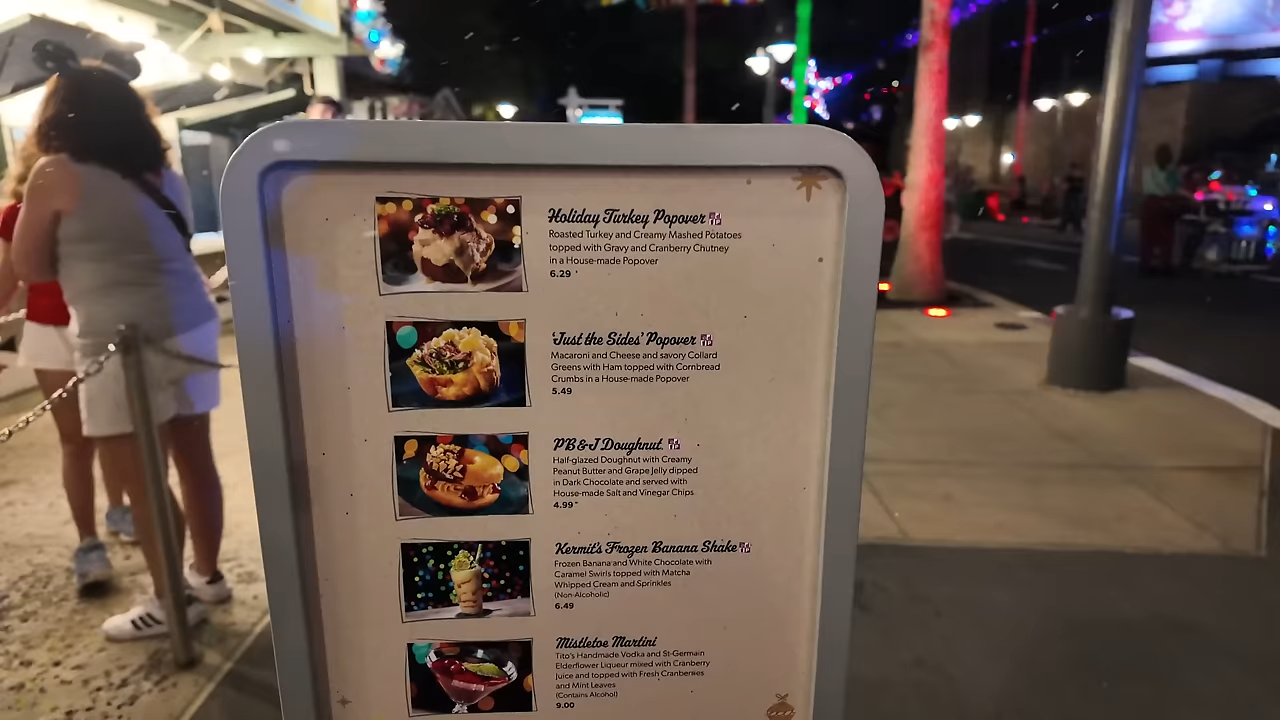 Holiday Turkey Popover
Roasted Turkey and Creamy Mashed Potatoes
topped with Gravy and Cranberry Chutney
in a House-made Popover
6.29
'Just the Sides' Popover
Macaroni and Cheese and savory Collard
Greens with Ham topped with Cornbread
Crumbs in a House-made Popover
5.49
PB&J Doughnut
Half-glazed Doughnut with Creamy
Peanut Butter and Grape Jelly dipped
in Dark Chocolate and served with
House-made Salt and Vinegar Chips
4.99
Kermit's Frozen Banana Shake
Frozen Banana and White Chocolate with
Caramel Swirls topped with Matcha
Whipped Cream and Sprinkles
(Non-Alcoholic)
6.49
Mistletoe Martini
Tito's Handmade Vodka and St-Germain
Elderflower Liqueur mixed with Cranberry
Juice and topped with Fresh Cranberries
and Mint Leaves
(Contains Alcohol)
9.00